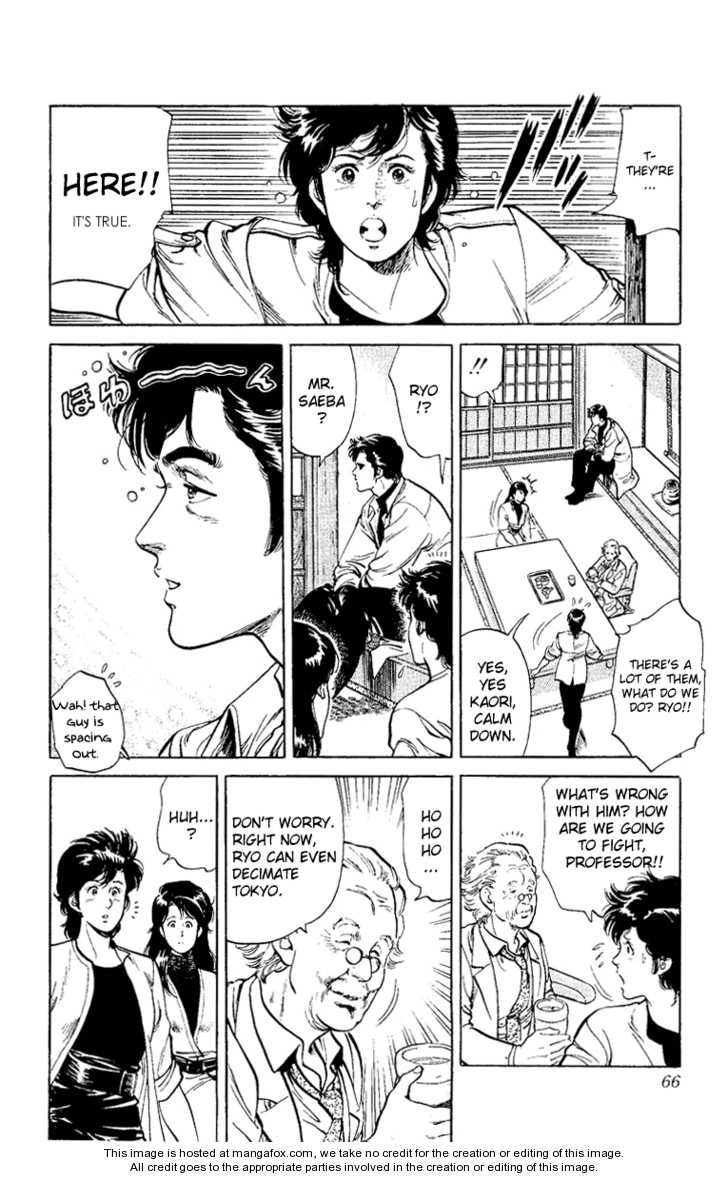 T-
THEY'RE
...
HERE!!
IT'S TRUE.
!!
THERE'S A
LOT OF THEM,
WHAT DO WE
DO? RYO!!
YES,
YES
KAORI,
CALM
DOWN.
RYO
!?
MR.
SAEBA
?
ほわーーん
Wah! that
Guy is
spacing
out.
WHAT'S WRONG
WITH HIM? HOW
ARE WE GOING
TO FIGHT,
PROFESSOR!!
HO
HO
HO
...
DON'T WORRY.
RIGHT NOW,
RYO CAN EVEN
DECIMATE
TOKYO.
HUH...
?
66
This image is hosted at mangafox.com, we take no credit for the creation or editing of this image.
All credit goes to the appropriate parties involved in the creation or editing of this image.